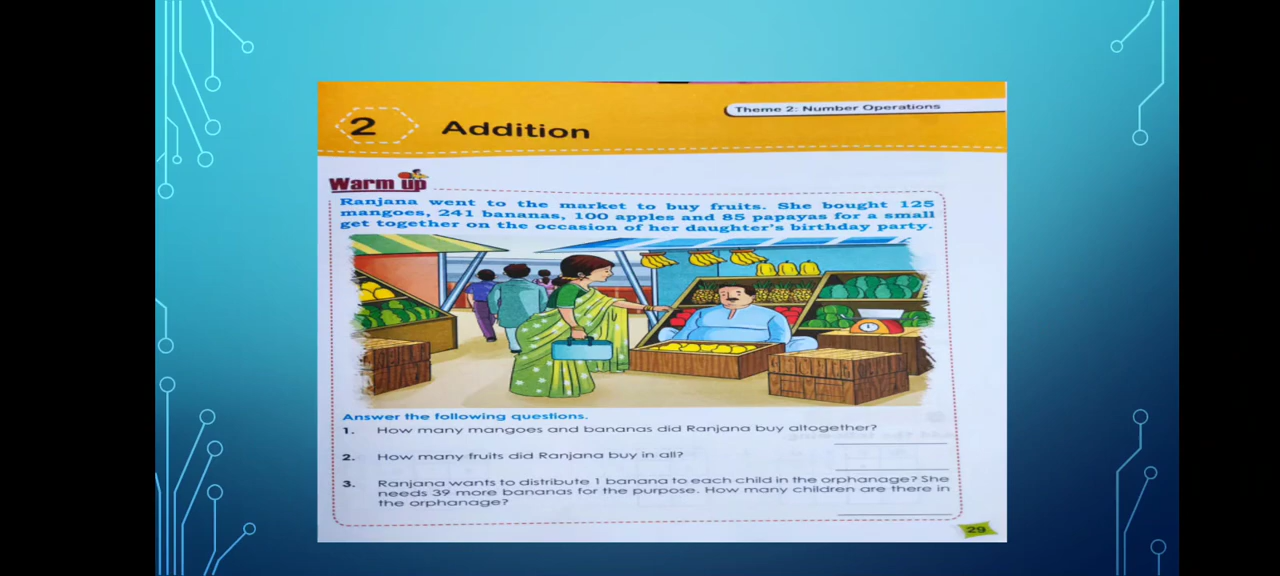 Theme 2: Number Operations
2 Addition
Warm up
Ranjana went to the market to buy fruits. She bought 125
mangoes, 241 bananas, 100 apples and 85 papayas for a small
get together on the occasion of her daughter's birthday party.
Answer the following questions.
1. How many mangoes and bananas did Ranjana buy altogether?
2. How many fruits did Ranjana buy in all?
3. Ranjana wants to distribute 1 banana to each child in the orphanage? She
needs 39 more bananas for the purpose. How many children are there in
the orphanage?
29